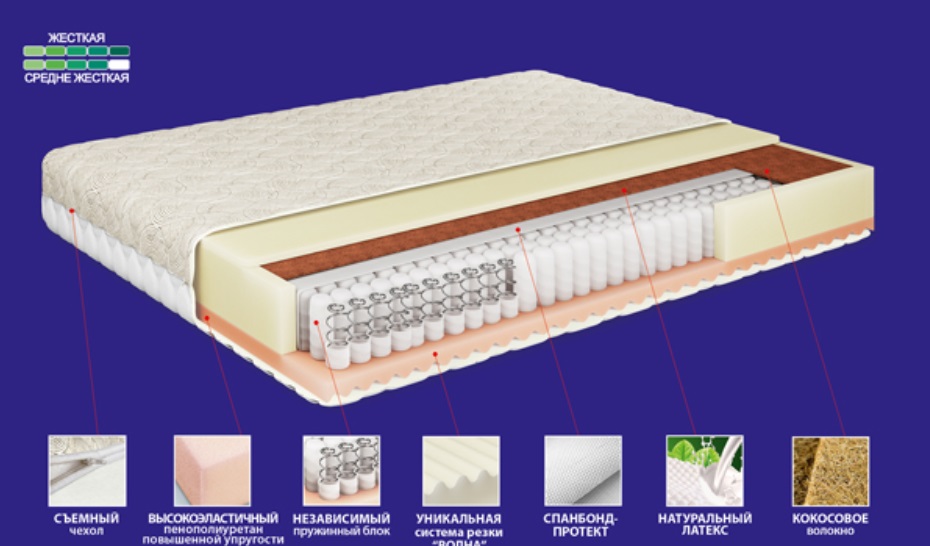 ЖЕСТКАЯ
СРЕДНЕ ЖЕСТКАЯ
СЪЕМНЫЙ
чехол
ВЫСОКОЭЛАСТИЧНЫЙ
пенополиуретан
повышенной упругости
НЕЗАВИСИМЫЙ
пружинный блок
УНИКАЛЬНАЯ
система резки
"ВОЛНА"
СПАНБОНД-
ПРОТЕКТ
НАТУРАЛЬНЫЙ
ЛАТЕКС
КОКОСОВОЕ
волокно